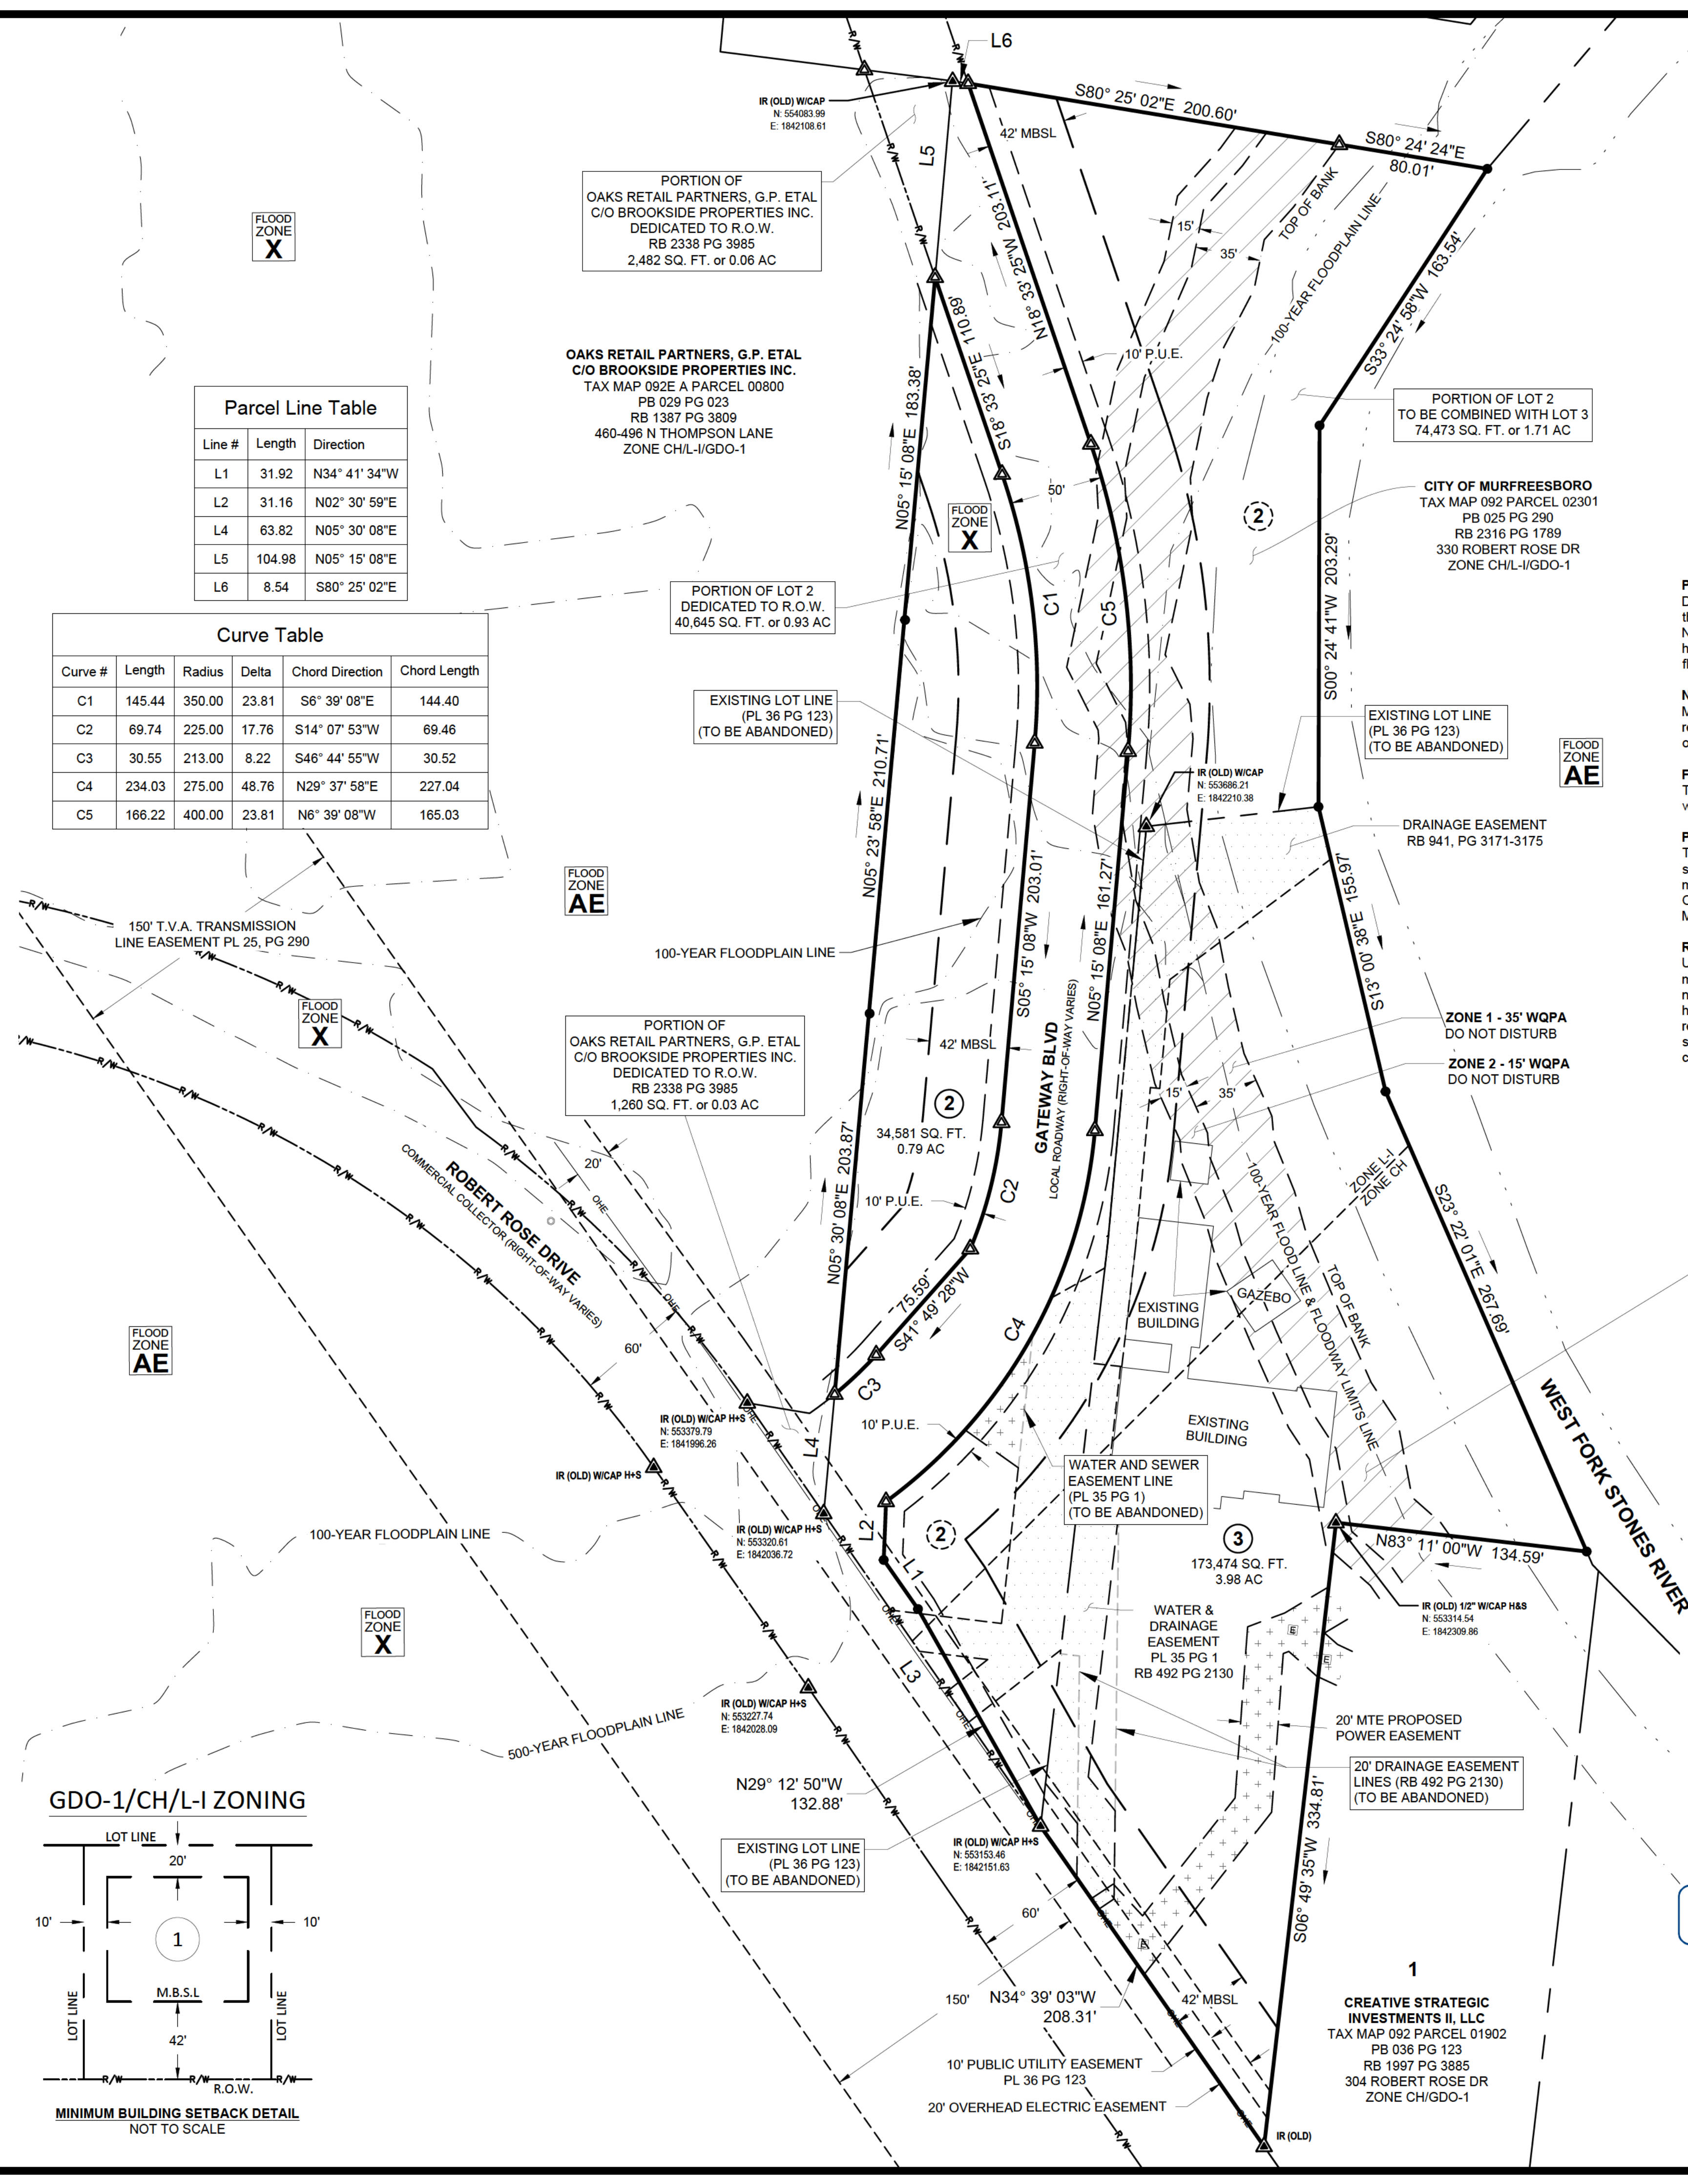 L6
IR (OLD) W/CAP
N: 554083.99
E: 1842108.61
S80° 25' 02"E 200.60'
S80° 24' 24"E
80.01'
42' MBSL
L5
PORTION OF
OAKS RETAIL PARTNERS, G.P. ETAL
C/O BROOKSIDE PROPERTIES INC.
DEDICATED TO R.O.W.
RB 2338 PG 3985
2,482 SQ. FT. or 0.06 AC
FLOOD
ZONE
X
N18° 33' 25"W 203.11'
15'
35'
TOP OF BANK
100-YEAR FLOODPLAIN LINE
S33° 24' 58"W 163.54'
S18° 33' 25"E 110.89'
10' P.U.E.
OAKS RETAIL PARTNERS, G.P. ETAL
C/O BROOKSIDE PROPERTIES INC.
TAX MAP 092E A PARCEL 00800
PB 029 PG 023
RB 1387 PG 3809
460-496 N THOMPSON LANE
ZONE CH/L-I/GDO-1
N05° 15' 08"E 183.38'
PORTION OF LOT 2
TO BE COMBINED WITH LOT 3
74,473 SQ. FT. or 1.71 AC
Parcel Line Table
Line # Length Direction
L1 31.92 N34° 41' 34"W
L2 31.16 N02° 30' 59"E
L4 63.82 N05° 30' 08"E
L5 104.98 N05° 15' 08"E
L6 8.54 S80° 25' 02"E
50'
FLOOD
ZONE
X
2
CITY OF MURFREESBORO
TAX MAP 092 PARCEL 02301
PB 025 PG 290
RB 2316 PG 1789
330 ROBERT ROSE DR
ZONE CH/L-I/GDO-1
PORTION OF LOT 2
DEDICATED TO R.O.W.
40,645 SQ. FT. or 0.93 AC
C1
C5
S00° 24' 41"W 203.29'
Curve Table
Curve # Length Radius Delta Chord Direction Chord Length
C1 145.44 350.00 23.81 S6° 39' 08"E 144.40
C2 69.74 225.00 17.76 S14° 07' 53"W 69.46
C3 30.55 213.00 8.22 S46° 44' 55"W 30.52
C4 234.03 275.00 48.76 N29° 37' 58"E 227.04
C5 166.22 400.00 23.81 N6° 39' 08"W 165.03
EXISTING LOT LINE
(PL 36 PG 123)
(TO BE ABANDONED)
EXISTING LOT LINE
(PL 36 PG 123)
(TO BE ABANDONED)
FLOOD
ZONE
AE
N05° 23' 58"E 210.71'
IR (OLD) W/CAP
N: 553686.21
E: 1842210.38
DRAINAGE EASEMENT
RB 941, PG 3171-3175
FLOOD
ZONE
AE
S05° 15' 08"W 203.01'
N05° 15' 08"E 161.27'
S13° 00' 38"E 155.97'
150' T.V.A. TRANSMISSION
LINE EASEMENT PL 25, PG 290
100-YEAR FLOODPLAIN LINE
FLOOD
ZONE
X
PORTION OF
OAKS RETAIL PARTNERS, G.P. ETAL
C/O BROOKSIDE PROPERTIES INC.
DEDICATED TO R.O.W.
RB 2338 PG 3985
1,260 SQ. FT. or 0.03 AC
42' MBSL
GATEWAY BLVD
LOCAL ROADWAY (RIGHT-OF-WAY VARIES)
ZONE 1 - 35' WQPA
DO NOT DISTURB
ZONE 2 - 15' WQPA
DO NOT DISTURB
15'
35'
2
34,581 SQ. FT.
0.79 AC
N05° 30' 08"E 203.87'
20'
OHE
ROBERT ROSE DRIVE
COMMERCIAL COLLECTOR (RIGHT-OF-WAY VARIES)
10' P.U.E.
C2
ZONE L-I
ZONE CH
S23° 22' 01"E 267.69'
100-YEAR FLOOD LINE & FLOODWAY LIMITS LINE
TOP OF BANK
GAZEBO
EXISTING
BUILDING
75.59'
S41° 49' 28"W
C4
OHE
FLOOD
ZONE
AE
60'
C3
IR (OLD) W/CAP H+S
N: 553379.79
E: 1841996.26
10' P.U.E.
EXISTING
BUILDING
WEST FORK STONES RIVER
L4
IR (OLD) W/CAP H+S
WATER AND SEWER
EASEMENT LINE
(PL 35 PG 1)
(TO BE ABANDONED)
100-YEAR FLOODPLAIN LINE
IR (OLD) W/CAP H+S
N: 553320.61
E: 1842036.72
L2
2
L1
3
173,474 SQ. FT.
3.98 AC
N83° 11' 00"W 134.59'
FLOOD
ZONE
X
OHE
WATER &
DRAINAGE
EASEMENT
PL 35 PG 1
RB 492 PG 2130
E
E
IR (OLD) 1/2" W/CAP H&S
N: 553314.54
E: 1842309.86
L3
IR (OLD) W/CAP H+S
N: 553227.74
E: 1842028.09
500-YEAR FLOODPLAIN LINE
OHE
20' MTE PROPOSED
POWER EASEMENT
N29° 12' 50"W
132.88'
20' DRAINAGE EASEMENT
LINES (RB 492 PG 2130)
(TO BE ABANDONED)
GDO-1/CH/L-I ZONING
LOT LINE
20'
10'
10'
1
M.B.S.L
LOT LINE
LOT LINE
42'
R/W
R/W
R/W
R.O.W.
MINIMUM BUILDING SETBACK DETAIL
NOT TO SCALE
EXISTING LOT LINE
(PL 36 PG 123)
(TO BE ABANDONED)
IR (OLD) W/CAP H+S
N: 553153.46
E: 1842151.63
60'
E
S06° 49' 35"W 334.81'
150'
N34° 39' 03"W
208.31'
42' MBSL
1
CREATIVE STRATEGIC
INVESTMENTS II, LLC
TAX MAP 092 PARCEL 01902
PB 036 PG 123
RB 1997 PG 3885
304 ROBERT ROSE DR
ZONE CH/GDO-1
10' PUBLIC UTILITY EASEMENT
PL 36 PG 123
20' OVERHEAD ELECTRIC EASEMENT
IR (OLD)